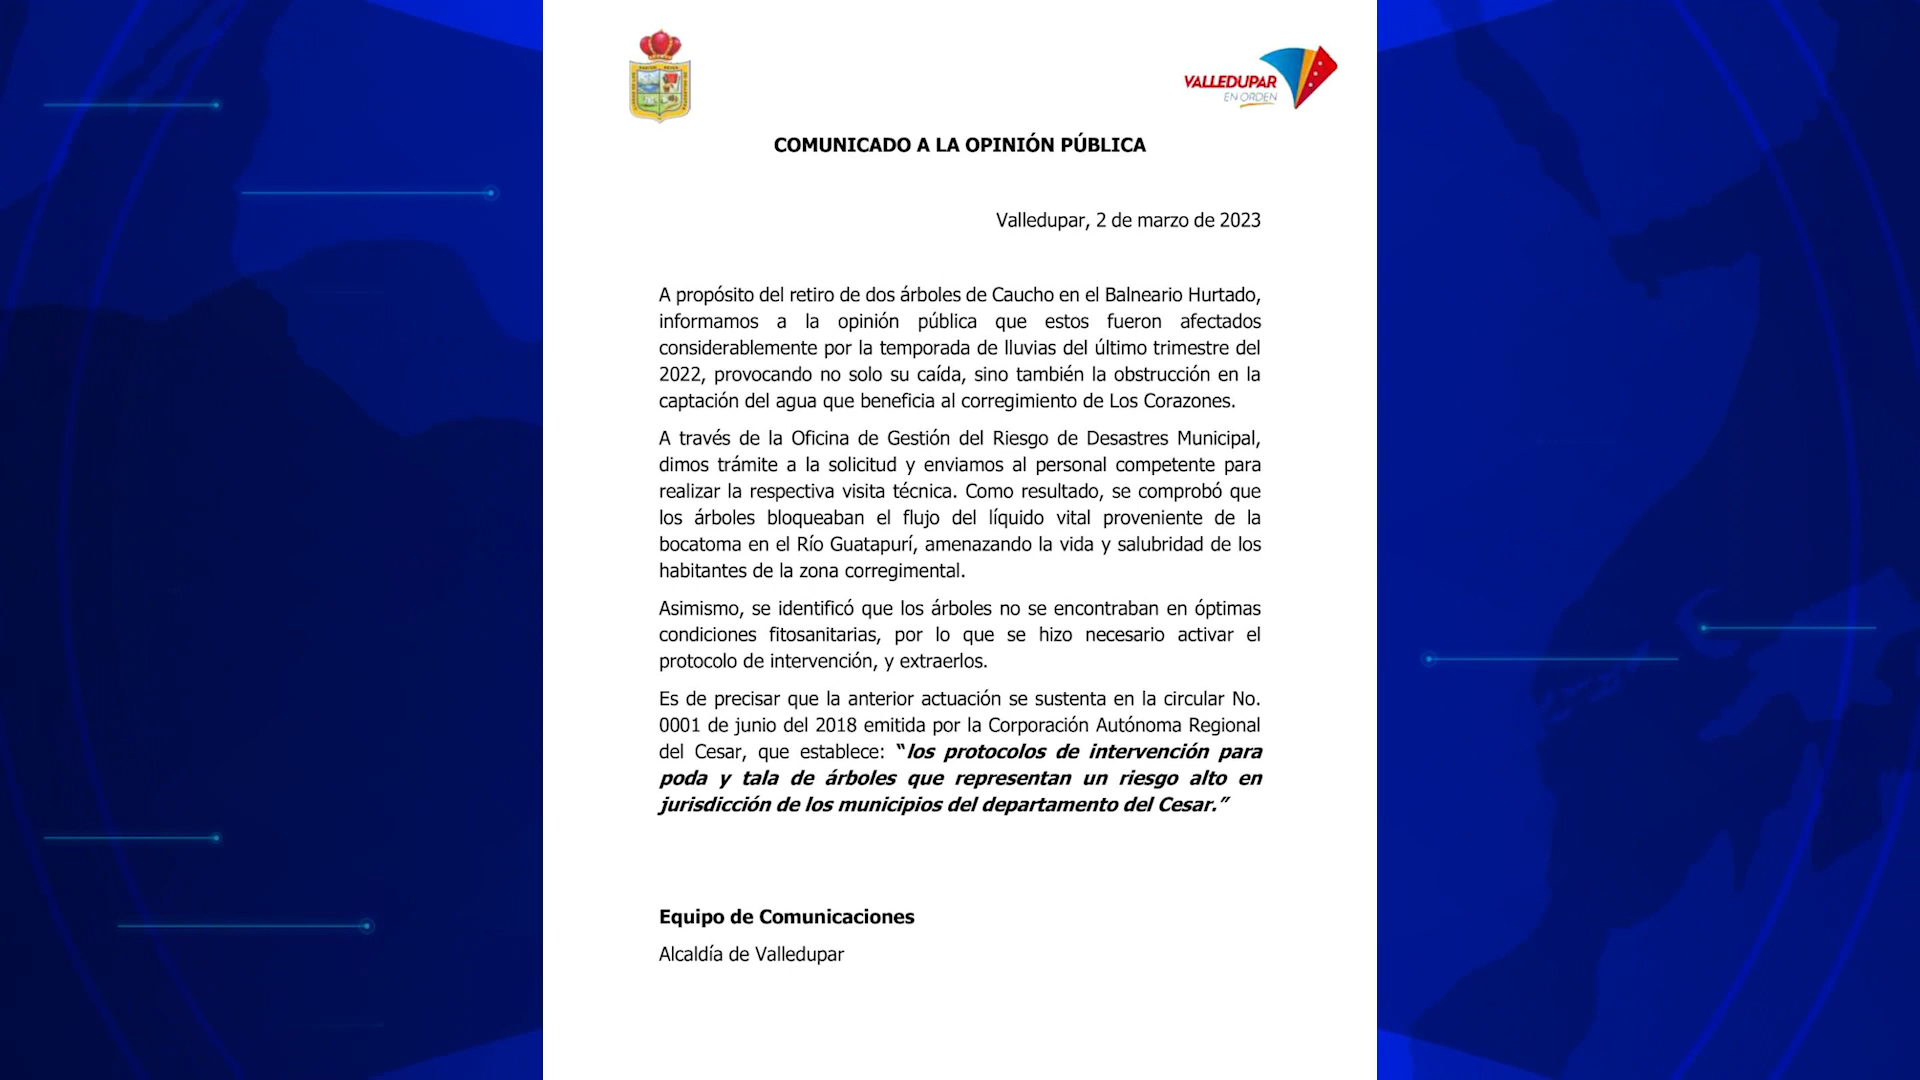 VALLEDUPAR
EN ORDEN
COMUNICADO A LA OPINIÓN PÚBLICA
Valledupar, 2 de marzo de 2023
A propósito del retiro de dos árboles de Caucho en el Balneario Hurtado,
informamos a la opinión pública que estos fueron afectados
considerablemente por la temporada de lluvias del último trimestre del
2022, provocando no solo su caída, sino también la obstrucción en la
captación del agua que beneficia al corregimiento de Los Corazones.
A través de la Oficina de Gestión del Riesgo de Desastres Municipal,
dimos trámite a la solicitud y enviamos al personal competente para
realizar la respectiva visita técnica. Como resultado, se comprobó que
los árboles bloqueaban el flujo del líquido vital proveniente de la
bocatoma en el Río Guatapurí, amenazando la vida y salubridad de los
habitantes de la zona corregimental.
Asimismo, se identificó que los árboles no se encontraban en óptimas
condiciones fitosanitarias, por lo que se hizo necesario activar el
protocolo de intervención, y extraerlos.
Es de precisar que la anterior actuación se sustenta en la circular No.
0001 de junio del 2018 emitida por la Corporación Autónoma Regional
del Cesar, que establece: “los protocolos de intervención para
poda y tala de árboles que representan un riesgo alto en
jurisdicción de los municipios del departamento del Cesar.”
Equipo de Comunicaciones
Alcaldía de Valledupar